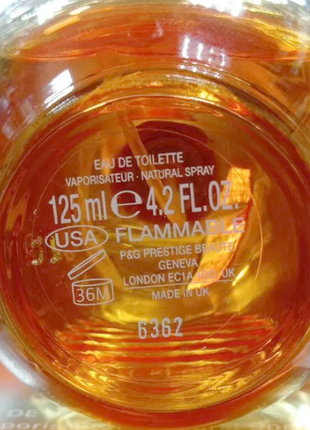 EAU DE TOILETTE
VAPORISATEUR · NATURAL SPRAY
125 ml e 4.2 FL.OZ.
USA FLAMMABLE
P&G PRESTIGE BEAUTE
GENEVA
LONDON EC1A UK
36M
MADE IN UK
6362
DE